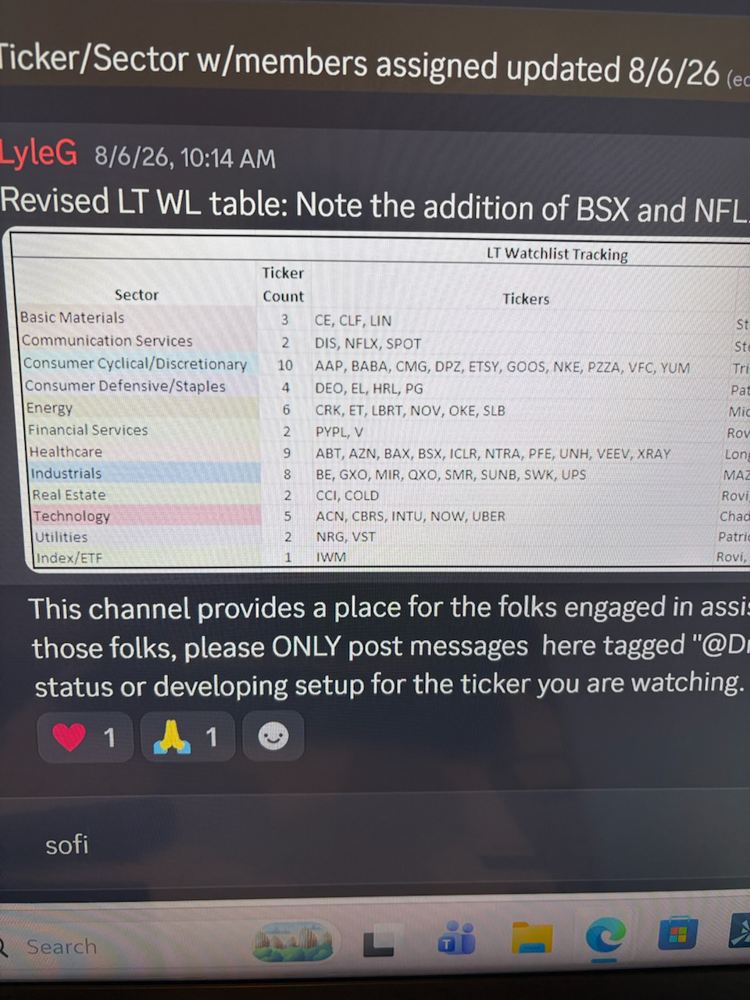 Ticker/Sector w/members assigned updated 8/6/26 (ed
LyleG 8/6/26, 10:14 AM
Revised LT WL table: Note the addition of BSX and NFL
LT Watchlist Tracking
Sector Ticker Count Tickers
Basic Materials 3 CE, CLF, LIN St
Communication Services 2 DIS, NFLX, SPOT Ste
Consumer Cyclical/Discretionary 10 AAP, BABA, CMG, DPZ, ETSY, GOOS, NKE, PZZA, VFC, YUM Tri
Consumer Defensive/Staples 4 DEO, EL, HRL, PG Pat
Energy 6 CRK, ET, LBRT, NOV, OKE, SLB Mic
Financial Services 2 PYPL, V Rov
Healthcare 9 ABT, AZN, BAX, BSX, ICLR, NTRA, PFE, UNH, VEEV, XRAY Long
Industrials 8 BE, GXO, MIR, QXO, SMR, SUNB, SWK, UPS MAZ
Real Estate 2 CCI, COLD Rovi,
Technology 5 ACN, CBRS, INTU, NOW, UBER Chad
Utilities 2 NRG, VST Patric
Index/ETF 1 IWM Rovi,
This channel provides a place for the folks engaged in assis
those folks, please ONLY post messages here tagged "@Dr
status or developing setup for the ticker you are watching.
1 1
sofi
Search